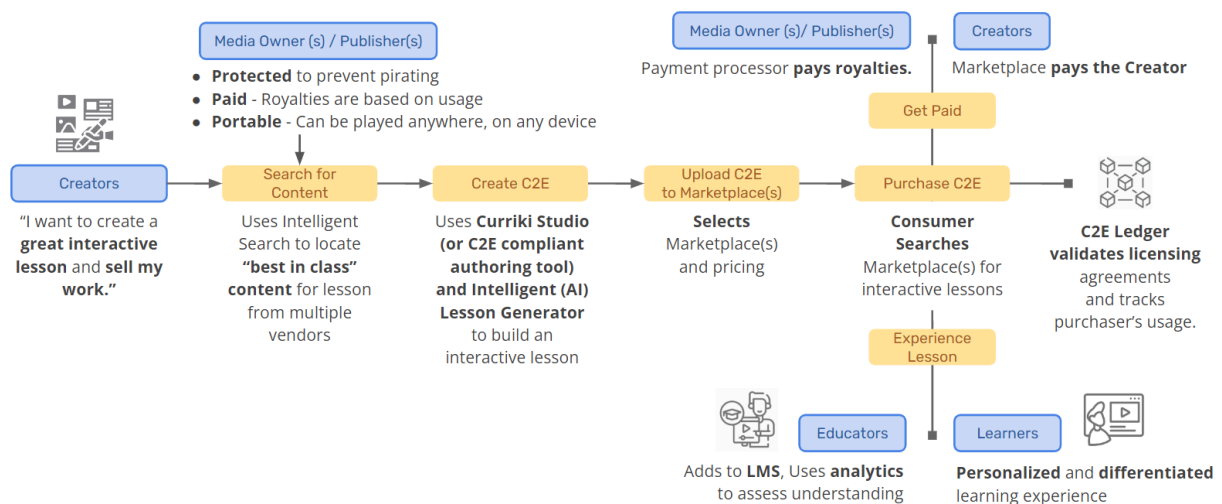 Media Owner (s) / Publisher(s)
● Protected to prevent pirating
● Paid - Royalties are based on usage
● Portable - Can be played anywhere, on any device
Media Owner (s)/ Publisher(s)
Payment processor pays royalties.
Creators
Marketplace pays the Creator
Get Paid
Creators
“I want to create a
great interactive
lesson and sell my
work.”
Search for
Content
Uses Intelligent
Search to locate
“best in class”
content for lesson
from multiple
vendors
Create C2E
Uses Curriki Studio
(or C2E compliant
authoring tool)
and Intelligent (AI)
Lesson Generator
to build an
interactive lesson
Upload C2E
to Marketplace(s)
Selects
Marketplace(s)
and pricing
Purchase C2E
Consumer
Searches
Marketplace(s) for
interactive lessons
C2E Ledger
validates licensing
agreements
and tracks
purchaser’s usage.
Experience
Lesson
Educators
Adds to LMS, Uses analytics
to assess understanding
Learners
Personalized and differentiated
learning experience